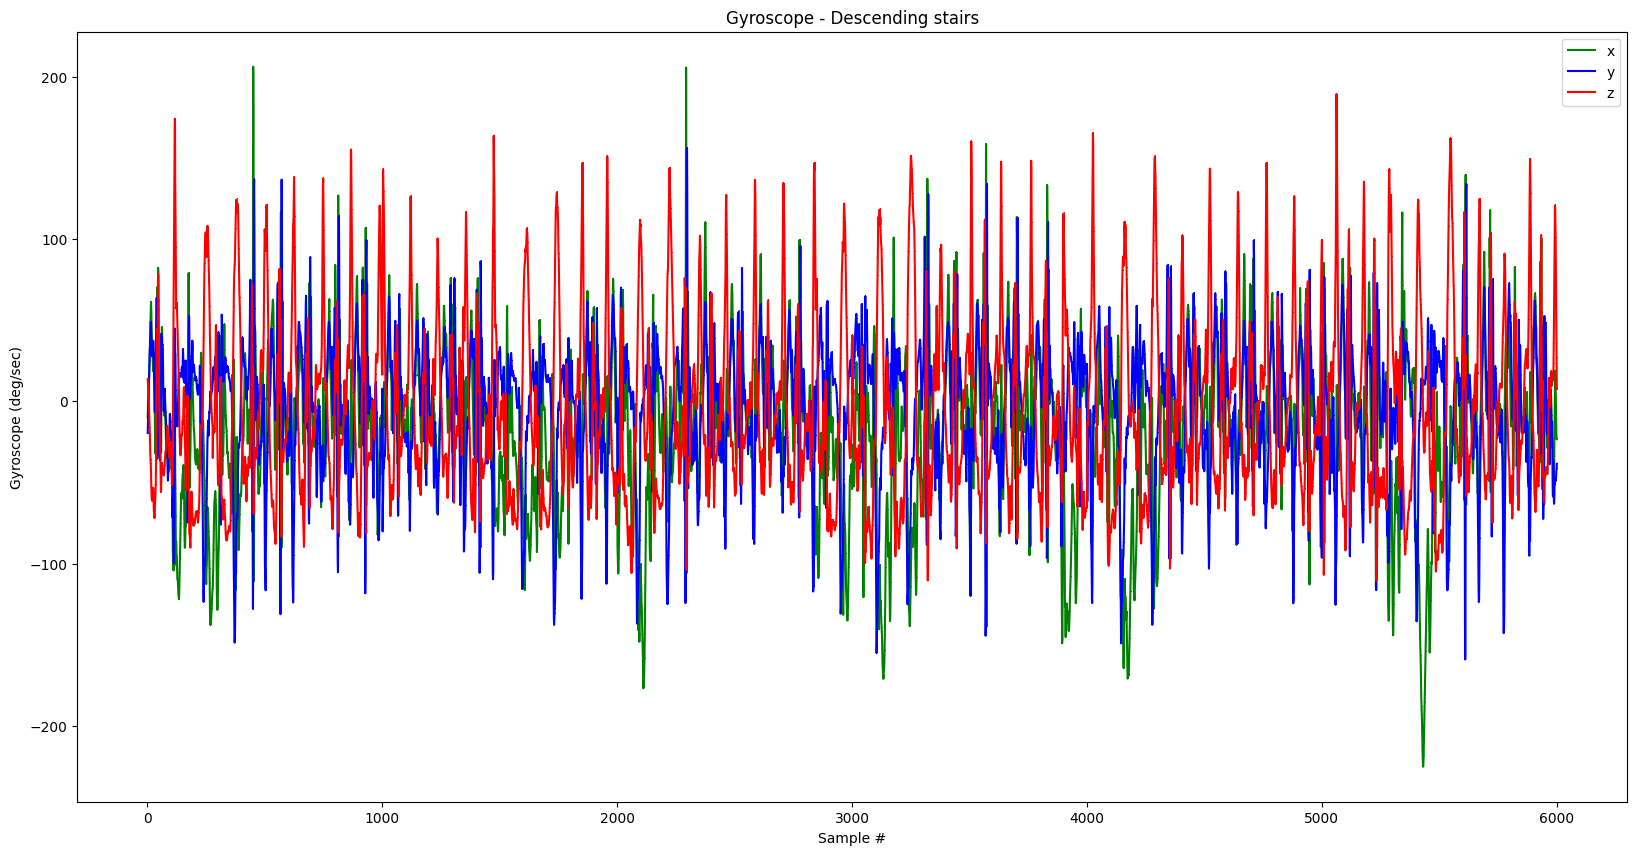 Gyroscope - Descending stairs
x
y
z
200
100
0
−100
−200
Gyroscope (deg/sec)
0 1000 2000 3000 4000 5000 6000
Sample #